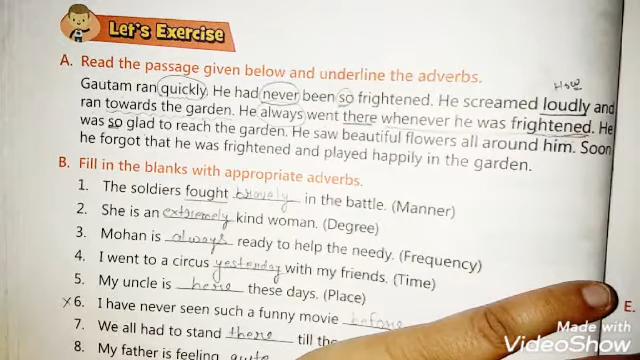 Let's Exercise
A. Read the passage given below and underline the adverbs.
How
Gautam ran quickly. He had never been so frightened. He screamed loudly and
ran towards the garden. He always went there whenever he was frightened. He
was so glad to reach the garden. He saw beautiful flowers all around him. Soon
he forgot that he was frightened and played happily in the garden.
B. Fill in the blanks with appropriate adverbs.
1. The soldiers fought bravely in the battle. (Manner)
2. She is an extremely kind woman. (Degree)
3. Mohan is always ready to help the needy. (Frequency)
4. I went to a circus yesterday with my friends. (Time)
5. My uncle is here these days. (Place)
E.
x6. I have never seen such a funny movie before
7. We all had to stand there till the
8. My father is feeling quite
Made with
VideoShow